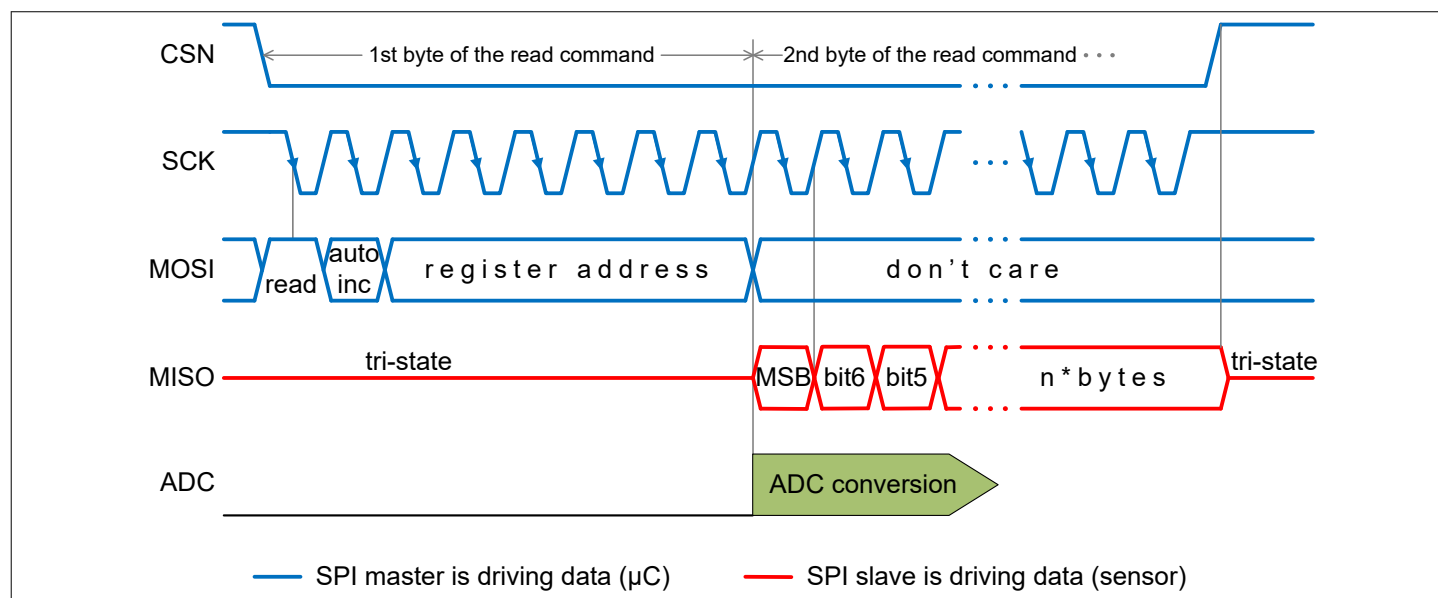 CSN
1st byte of the read command
2nd byte of the read command · · ·
SCK
MOSI
read
auto
inc
register address
don’t care
MISO
tri-state
MSB
bit6
bit5
n*bytes
tri-state
ADC
ADC conversion
SPI master is driving data (µC)
SPI slave is driving data (sensor)